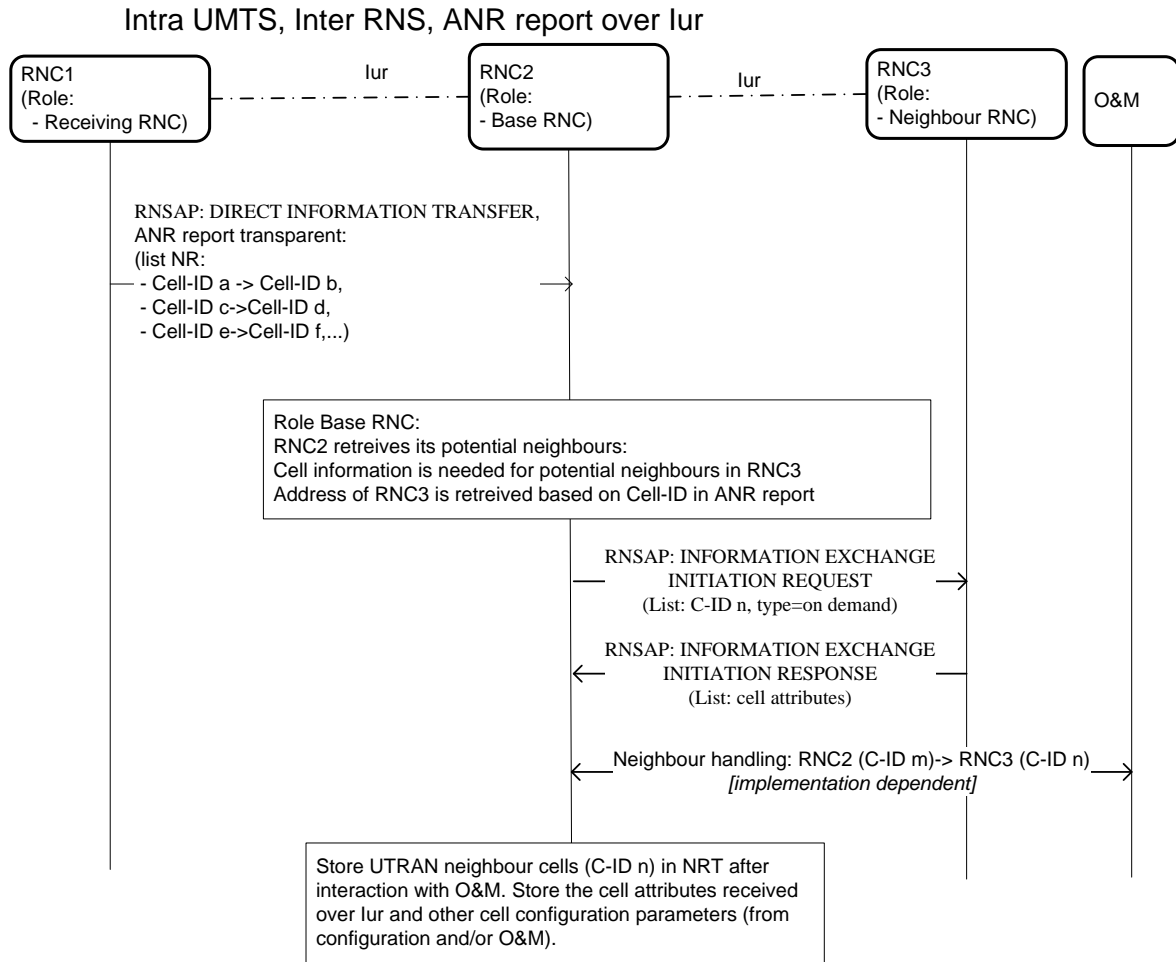 Intra UMTS, Inter RNS, ANR report over Iur
RNC1
(Role:
- Receiving RNC)
Iur
RNC2
(Role:
- Base RNC)
Iur
RNC3
(Role:
- Neighbour RNC)
O&M
RNSAP: DIRECT INFORMATION TRANSFER,
ANR report transparent:
(list NR:
- Cell-ID a -> Cell-ID b,
- Cell-ID c->Cell-ID d,
- Cell-ID e->Cell-ID f,...)
Role Base RNC:
RNC2 retreives its potential neighbours:
Cell information is needed for potential neighbours in RNC3
Address of RNC3 is retreived based on Cell-ID in ANR report
RNSAP: INFORMATION EXCHANGE
INITIATION REQUEST
(List: C-ID n, type=on demand)
RNSAP: INFORMATION EXCHANGE
INITIATION RESPONSE
(List: cell attributes)
Neighbour handling: RNC2 (C-ID m)-> RNC3 (C-ID n)
[implementation dependent]
Store UTRAN neighbour cells (C-ID n) in NRT after
interaction with O&M. Store the cell attributes received
over Iur and other cell configuration parameters (from
configuration and/or O&M).